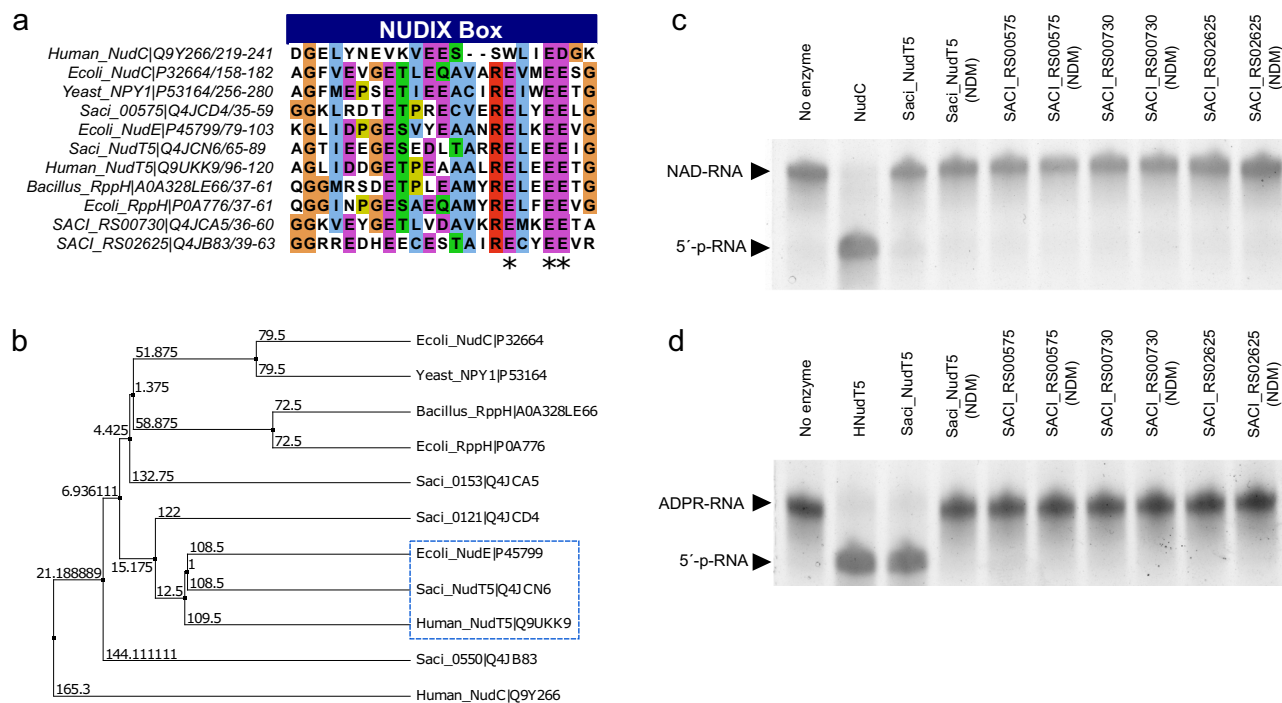 a
NUDIX Box
Human_NudC|Q9Y266/219-241 DGELYNEVKVEES--SWLIEDGK
Ecoli_NudC|P32664/158-182 AGFVEVGETLEQAVAREVMEESG
Yeast_NPY1|P53164/256-280 AGFMEPSETIEEACIREIWEETG
Saci_00575|Q4JCD4/35-59 GGKLRDTETPRECVERELYEELG
Ecoli_NudE|P45799/79-103 KGLIDPGESVYEAANRELKEEVG
Saci_NudT5|Q4JCN6/65-89 AGTIEEGESEDLTARRELEEEIG
Human_NudT5|Q9UKK9/96-120 AGLIDDGETPEAAALRELEEETG
Bacillus_RppH|A0A328LE66/37-61 QGGMRSDETPLEAMYRELEEETG
Ecoli_RppH|P0A776/37-61 QGGINPGESAEQAMYRELFEEVG
SACI_RS00730|Q4JCA5/36-60 GGKVEYGETLVDAVKREMKEETA
SACI_RS02625|Q4JB83/39-63 GGRREDHEECESTAIRECYEEVR
* **
b
79.5 Ecoli_NudC|P32664
51.875
79.5 Yeast_NPY1|P53164
1.375
72.5 Bacillus_RppH|A0A328LE66
58.875
72.5 Ecoli_RppH|P0A776
4.425
132.75 Saci_0153|Q4JCA5
6.936111
122 Saci_0121|Q4JCD4
108.5 Ecoli_NudE|P45799
15.175
1
21.188889
12.5
108.5 Saci_NudT5|Q4JCN6
109.5 Human_NudT5|Q9UKK9
144.111111 Saci_0550|Q4JB83
165.3 Human_NudC|Q9Y266
c
No enzyme
NudC
Saci_NudT5
Saci_NudT5
(NDM)
SACI_RS00575
SACI_RS00575
(NDM)
SACI_RS00730
SACI_RS00730
(NDM)
SACI_RS02625
SACI_RS02625
(NDM)
NAD-RNA
5´-p-RNA
d
No enzyme
HNudT5
Saci_NudT5
Saci_NudT5
(NDM)
SACI_RS00575
SACI_RS00575
(NDM)
SACI_RS00730
SACI_RS00730
(NDM)
SACI_RS02625
SACI_RS02625
(NDM)
ADPR-RNA
5´-p-RNA